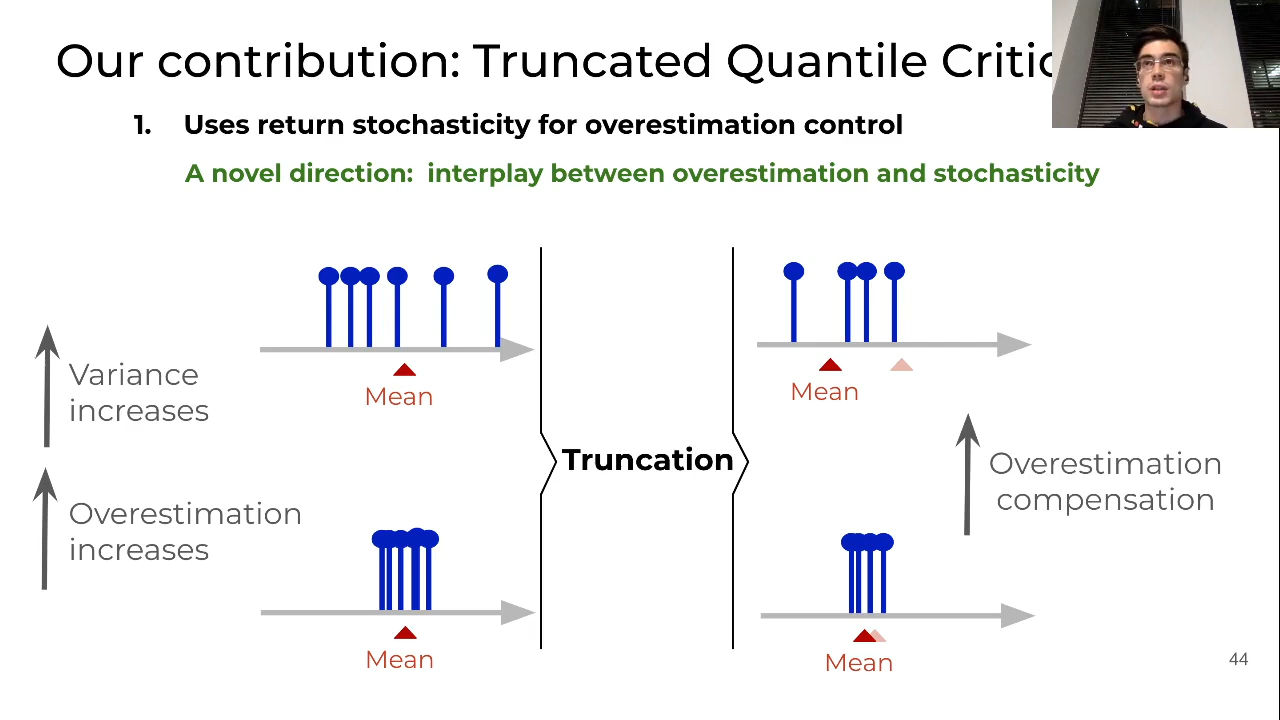 Our contribution: Truncated Quantile Critic
1. Uses return stochasticity for overestimation control
A novel direction: interplay between overestimation and stochasticity
Variance
increases
Mean
Mean
Truncation
Overestimation
compensation
Overestimation
increases
Mean
Mean
44